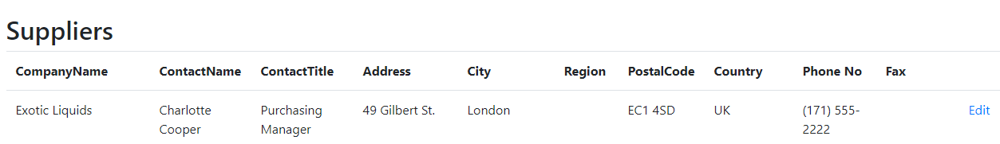 Suppliers
CompanyName ContactName ContactTitle Address City Region PostalCode Country Phone No Fax
Exotic Liquids Charlotte Purchasing 49 Gilbert St. London EC1 4SD UK (171) 555- Edit
Cooper Manager 2222